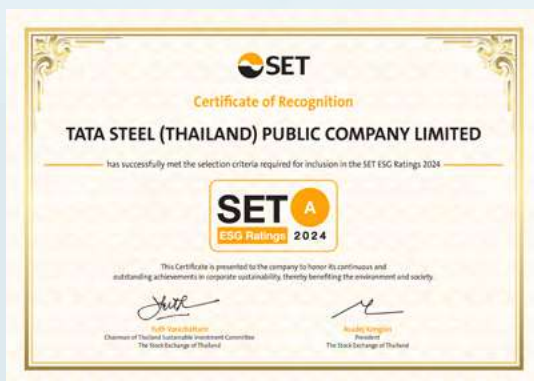 SET
Certificate of Recognition
TATA STEEL (THAILAND) PUBLIC COMPANY LIMITED
has successfully met the selection criteria required for inclusion in the SET ESG Ratings 2024
SET A
ESG Ratings 2024
This Certificate is presented to the company to honor its continuous and
outstanding achievements in corporate sustainability, thereby benefiting the environment and society.
Chairman of Thailand Sustainable Investment Committee
The Stock Exchange of Thailand
President
The Stock Exchange of Thailand